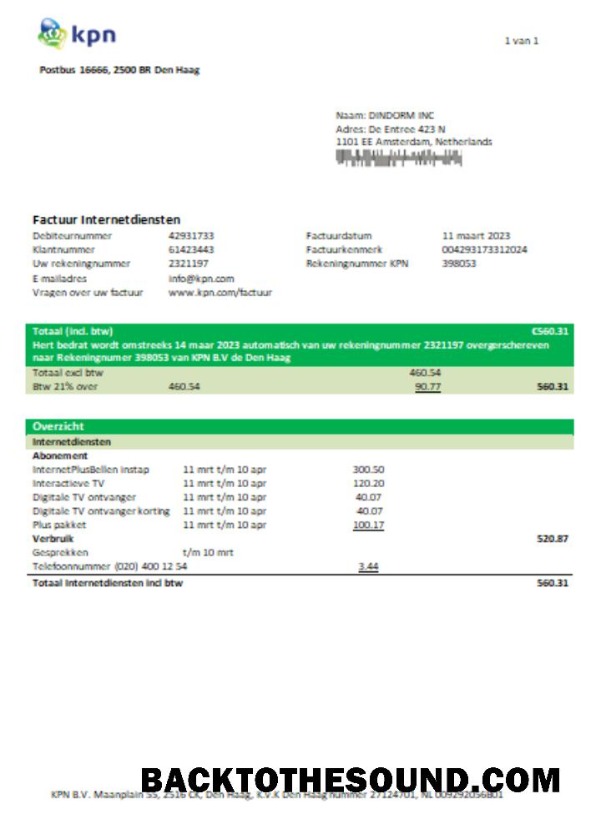 kpn
1 van 1
Postbus 16666, 2500 BR Den Haag
Naam: DINDORM INC
Adres: De Entree 423 N
1101 EE Amsterdam, Netherlands
Factuur Internetdiensten
Debiteurnummer 42931733 Factuurdatum 11 maart 2023
Klantnummer 61423443 Factuurkenmerk 004293173312024
Uw rekeningnummer 2321197 Rekeningnummer KPN 398053
E-mailadres info@kpn.com
Vragen over uw factuur www.kpn.com/factuur
Totaal (incl. btw) €560.31
Hert bedrat wordt omstreeks 14 maar 2023 automatisch van uw rekeningnummer 2321197 overgerschereven
naar Rekeningnumer 398053 van KPN B.V de Den Haag
Totaal excl btw 460.54
Btw 21% over 460.54 90.77 560.31
Overzicht
Internetdiensten
Abonement
InternetPlusBellen instap 11 mrt t/m 10 apr 300.50
Interactieve TV 11 mrt t/m 10 apr 120.20
Digitale TV ontvanger 11 mrt t/m 10 apr 40.07
Digitale TV ontvanger korting 11 mrt t/m 10 apr 40.07
Plus pakket 11 mrt t/m 10 apr 100.17
Verbruik 520.87
Gesprekken t/m 10 mrt
Telefoonnummer (020) 400 12 54 3.44
Totaal Internetdiensten incl btw 560.31
BACKTOTHESOUND.COM
KPN B.V. Maanplain 55, 2516 CK, Den Haag, K.V.K Den Haag nummer 27124701, NL 009292056B01